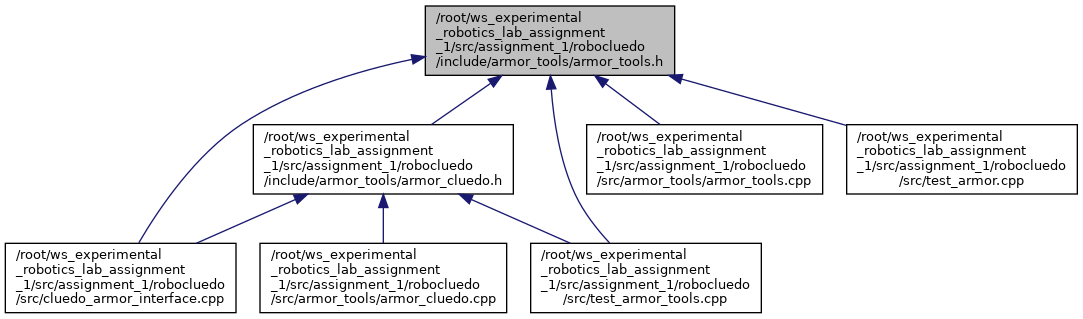 /root/ws_experimental
_robotics_lab_assignment
_1/src/assignment_1/robocluedo
/include/armor_tools/armor_tools.h
/root/ws_experimental
_robotics_lab_assignment
_1/src/assignment_1/robocluedo
/include/armor_tools/armor_cluedo.h
/root/ws_experimental
_robotics_lab_assignment
_1/src/assignment_1/robocluedo
/src/armor_tools/armor_tools.cpp
/root/ws_experimental
_robotics_lab_assignment
_1/src/assignment_1/robocluedo
/src/test_armor.cpp
/root/ws_experimental
_robotics_lab_assignment
_1/src/assignment_1/robocluedo
/src/cluedo_armor_interface.cpp
/root/ws_experimental
_robotics_lab_assignment
_1/src/assignment_1/robocluedo
/src/armor_tools/armor_cluedo.cpp
/root/ws_experimental
_robotics_lab_assignment
_1/src/assignment_1/robocluedo
/src/test_armor_tools.cpp